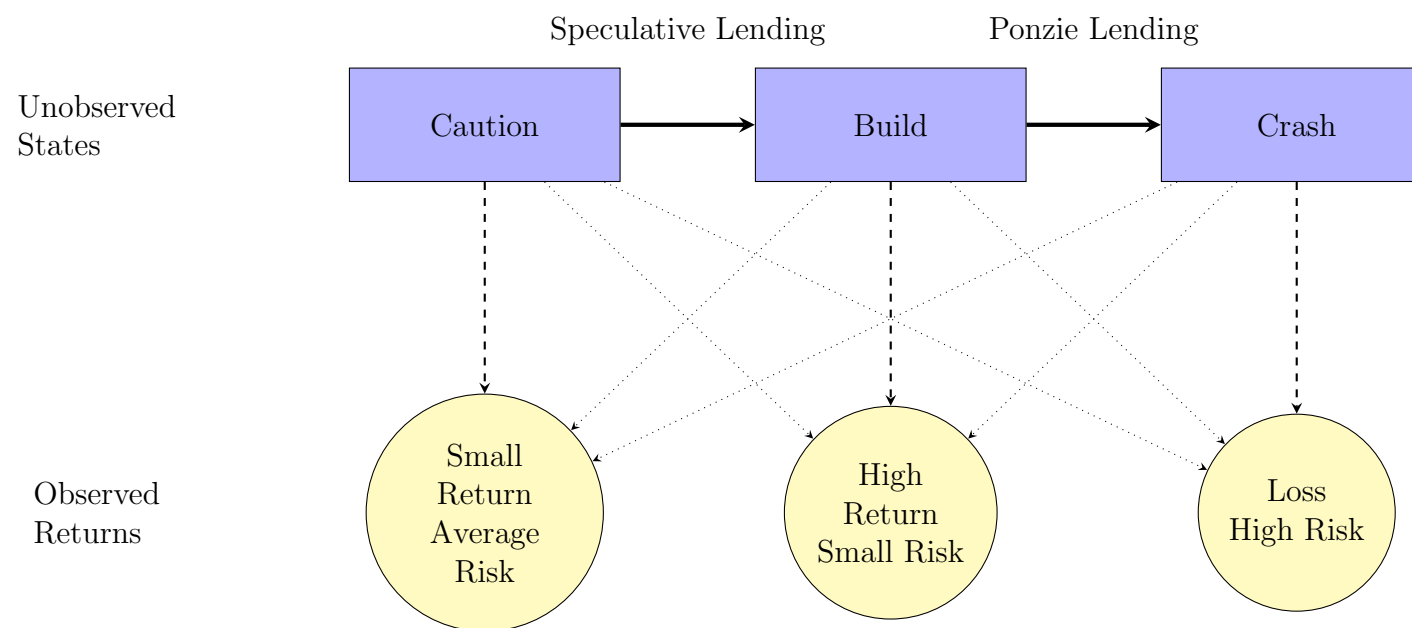 Speculative Lending
Ponzie Lending
Unobserved
States
Caution
Build
Crash
Observed
Returns
Small
Return
Average
Risk
High
Return
Small Risk
Loss
High Risk